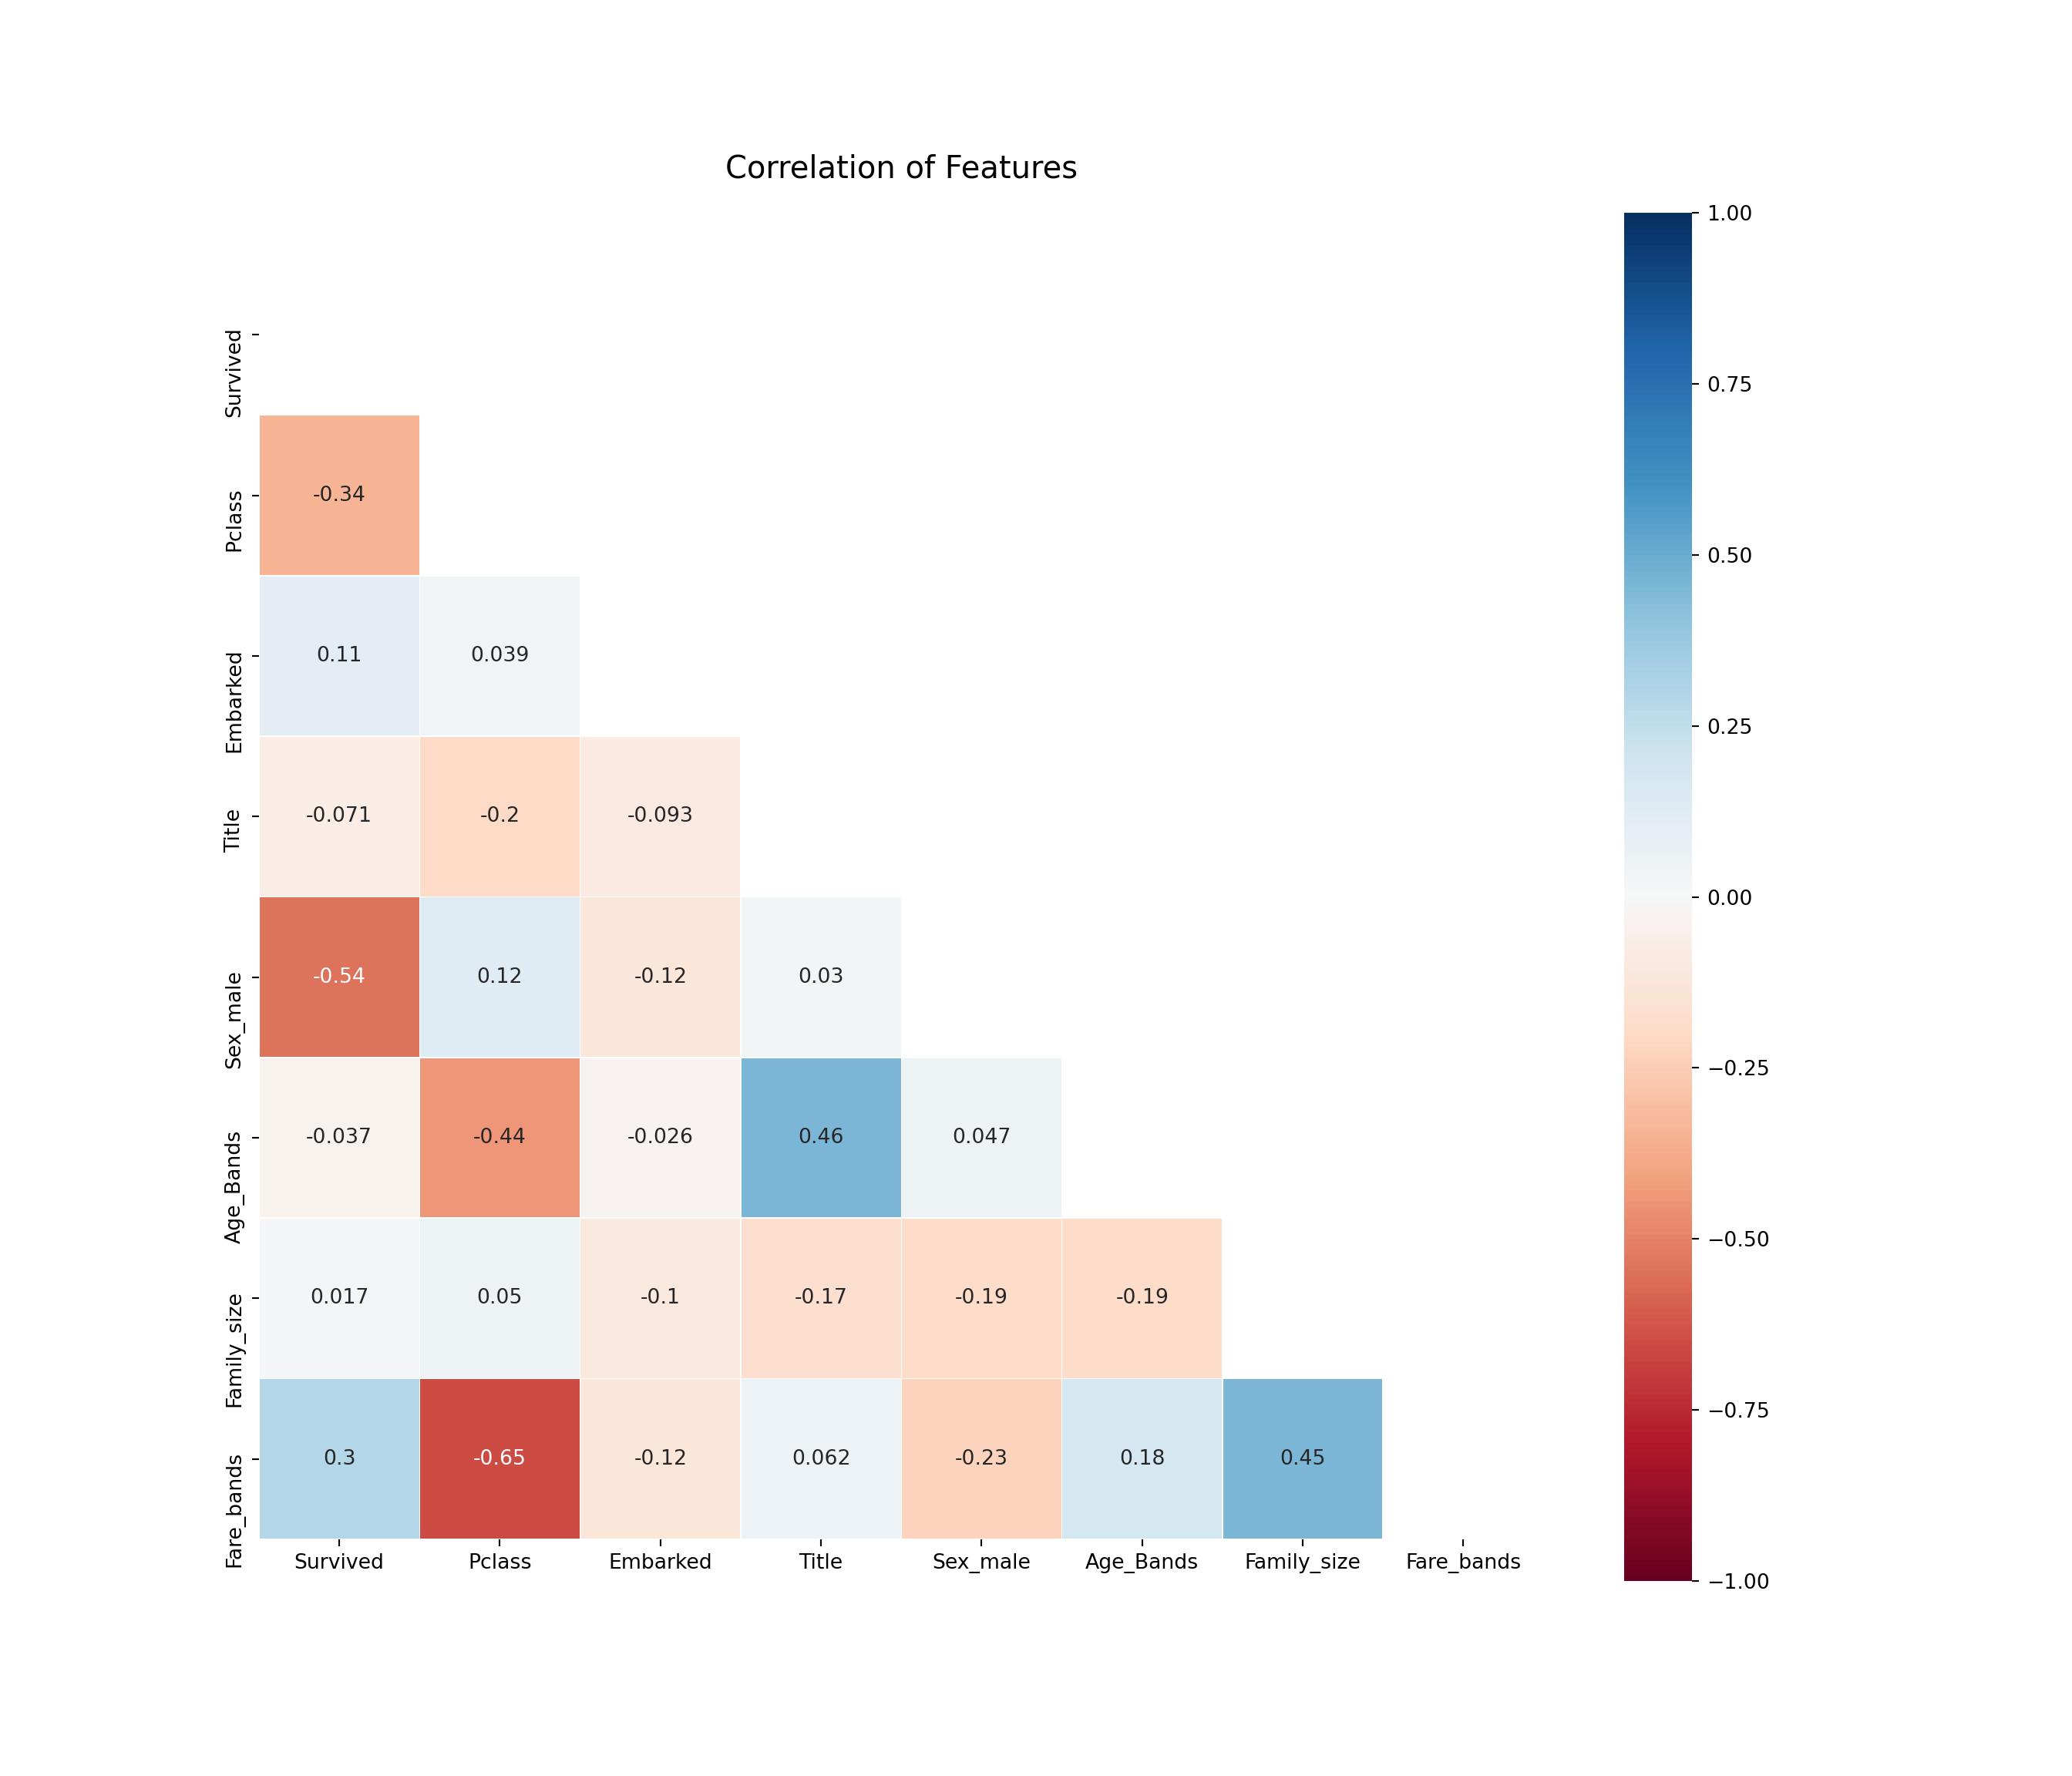 Correlation of Features
1.00
Survived
0.75
Pclass
-0.34
0.50
Embarked
0.11 0.039
0.25
Title
-0.071 -0.2 -0.093
0.00
Sex_male
-0.54 0.12 -0.12 0.03
−0.25
Age_Bands
-0.037 -0.44 -0.026 0.46 0.047
−0.50
Family_size
0.017 0.05 -0.1 -0.17 -0.19 -0.19
−0.75
Fare_bands
0.3 -0.65 -0.12 0.062 -0.23 0.18 0.45
Survived Pclass Embarked Title Sex_male Age_Bands Family_size Fare_bands
−1.00